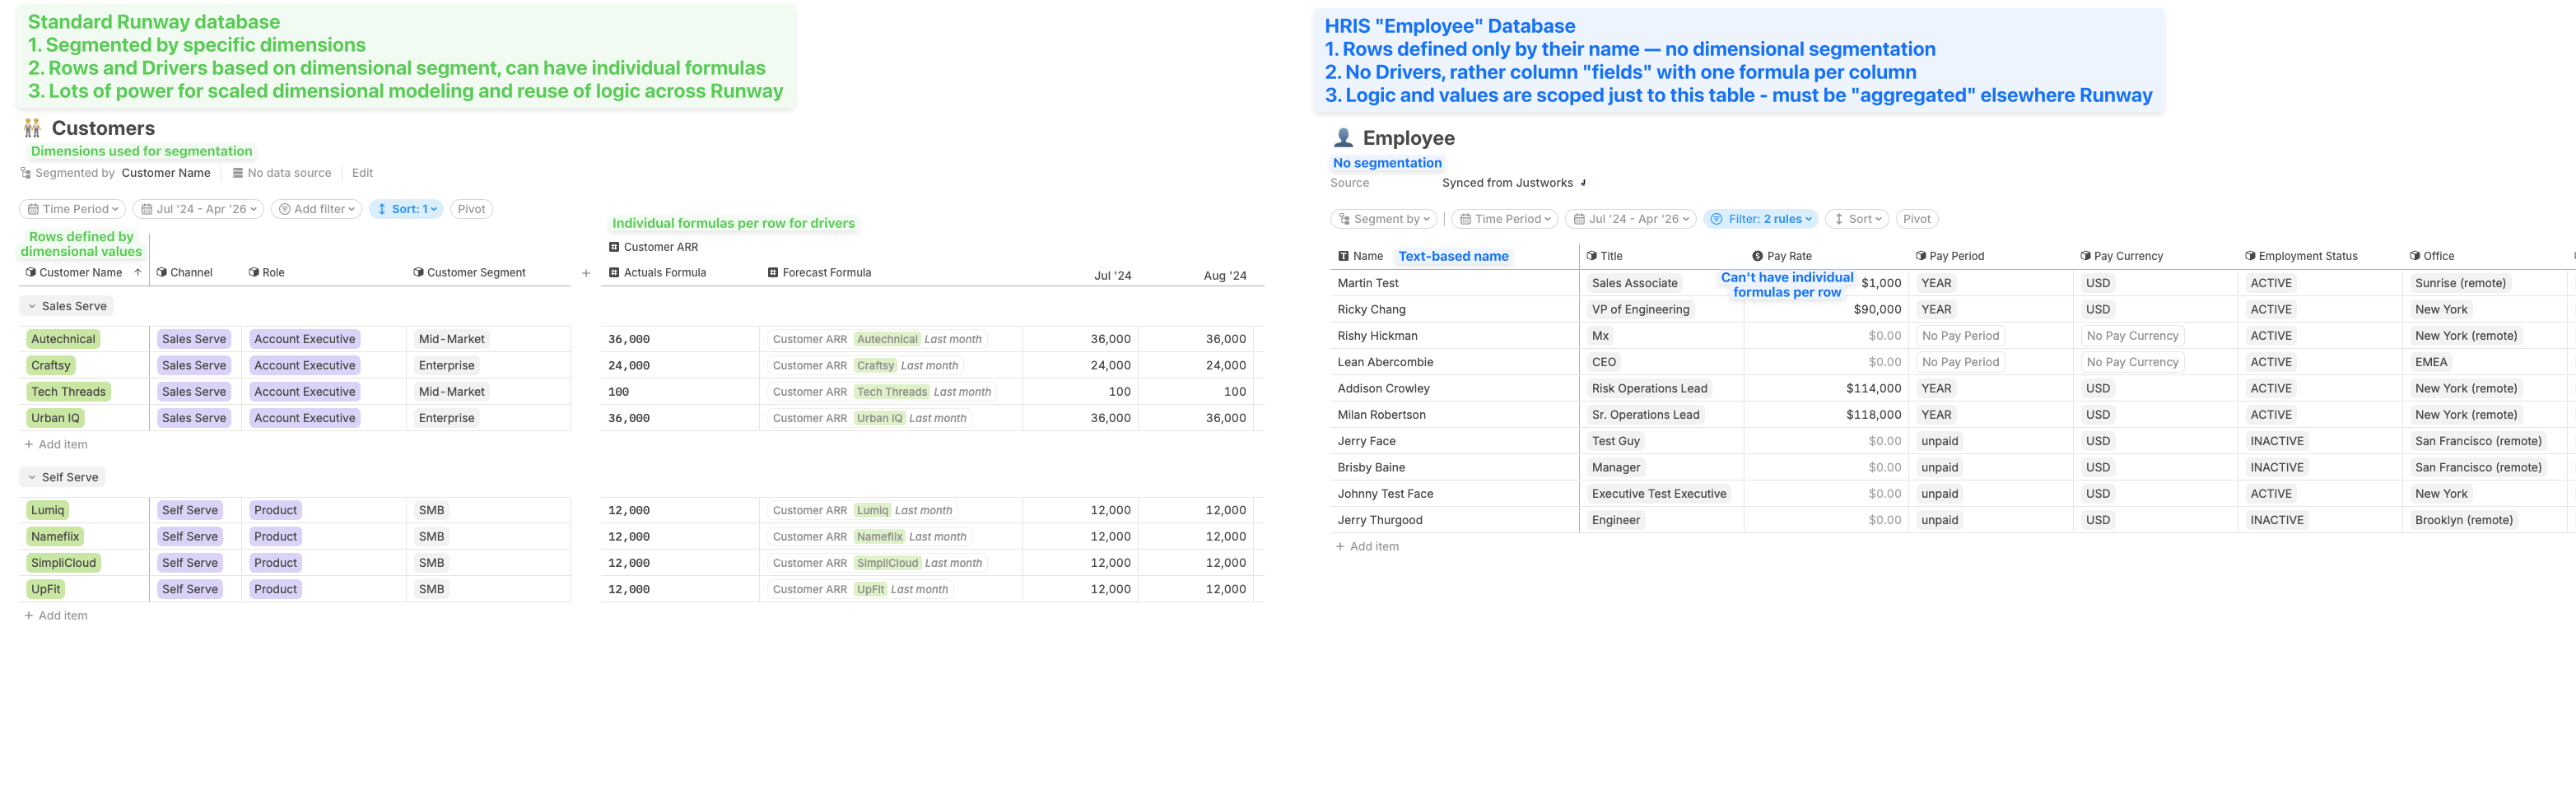 Standard Runway database
1. Segmented by specific dimensions
2. Rows and Drivers based on dimensional segment, can have individual formulas
3. Lots of power for scaled dimensional modeling and reuse of logic across Runway
Customers
Dimensions used for segmentation
Segmented by Customer Name No data source Edit
Time Period Jul '24 - Apr '26 Add filter Sort: 1 Pivot
Individual formulas per row for drivers
Rows defined by
dimensional values
Customer ARR
Customer Name Channel Role Customer Segment + Actuals Formula Forecast Formula Jul '24 Aug '24
Sales Serve
Autechnical Sales Serve Account Executive Mid-Market 36,000 Customer ARR Autechnical Last month 36,000 36,000
Craftsy Sales Serve Account Executive Enterprise 24,000 Customer ARR Craftsy Last month 24,000 24,000
Tech Threads Sales Serve Account Executive Mid-Market 100 Customer ARR Tech Threads Last month 100 100
Urban IQ Sales Serve Account Executive Enterprise 36,000 Customer ARR Urban IQ Last month 36,000 36,000
+ Add item
Self Serve
Lumiq Self Serve Product SMB 12,000 Customer ARR Lumiq Last month 12,000 12,000
Nameflix Self Serve Product SMB 12,000 Customer ARR Nameflix Last month 12,000 12,000
SimpliCloud Self Serve Product SMB 12,000 Customer ARR SimpliCloud Last month 12,000 12,000
UpFit Self Serve Product SMB 12,000 Customer ARR UpFit Last month 12,000 12,000
+ Add item
HRIS "Employee" Database
1. Rows defined only by their name — no dimensional segmentation
2. No Drivers, rather column "fields" with one formula per column
3. Logic and values are scoped just to this table - must be "aggregated" elsewhere Runway
Employee
No segmentation
Source Synced from Justworks
Segment by Time Period Jul '24 - Apr '26 Filter: 2 rules Sort Pivot
Name Text-based name Title Pay Rate Pay Period Pay Currency Employment Status Office
Can't have individual
formulas per row
Martin Test Sales Associate $1,000 YEAR USD ACTIVE Sunrise (remote)
Ricky Chang VP of Engineering $90,000 YEAR USD ACTIVE New York
Rishy Hickman Mx $0.00 No Pay Period No Pay Currency ACTIVE New York (remote)
Lean Abercombie CEO $0.00 No Pay Period No Pay Currency ACTIVE EMEA
Addison Crowley Risk Operations Lead $114,000 YEAR USD ACTIVE New York (remote)
Milan Robertson Sr. Operations Lead $118,000 YEAR USD ACTIVE New York (remote)
Jerry Face Test Guy $0.00 unpaid USD INACTIVE San Francisco (remote)
Brisby Baine Manager $0.00 unpaid USD INACTIVE San Francisco (remote)
Johnny Test Face Executive Test Executive $0.00 unpaid USD ACTIVE New York
Jerry Thurgood Engineer $0.00 unpaid USD INACTIVE Brooklyn (remote)
+ Add item